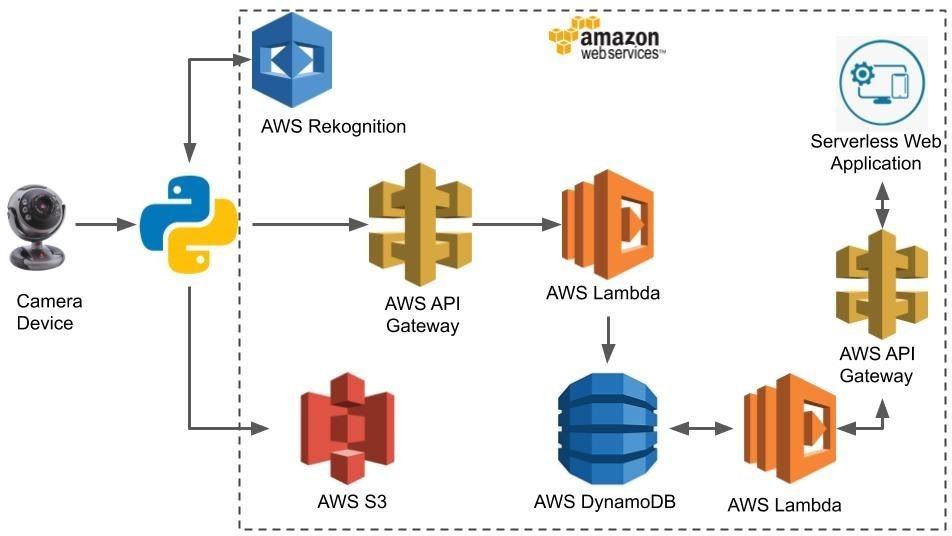 amazon
webservices™
AWS Rekognition
Serverless Web
Application
Camera
Device
AWS API
Gateway
AWS Lambda
AWS API
Gateway
AWS S3
AWS DynamoDB
AWS Lambda